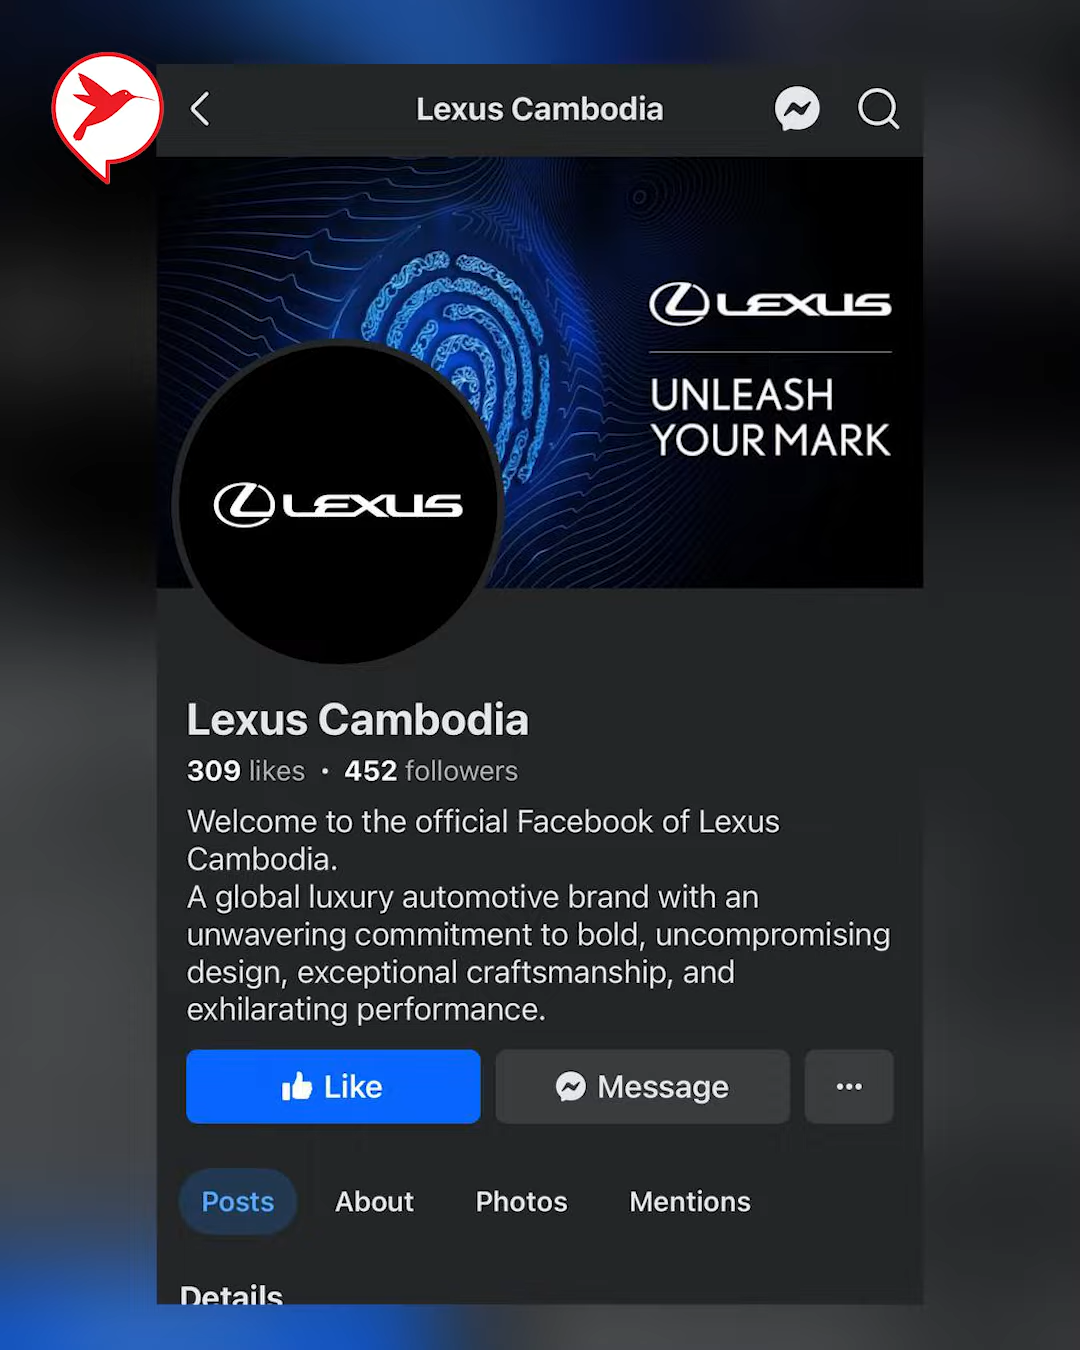 Lexus Cambodia
LEXUS
UNLEASH
YOUR MARK
LEXUS
Lexus Cambodia
309 likes · 452 followers
Welcome to the official Facebook of Lexus
Cambodia.
A global luxury automotive brand with an
unwavering commitment to bold, uncompromising
design, exceptional craftsmanship, and
exhilarating performance.
Like
Message
Posts
About
Photos
Mentions
Details